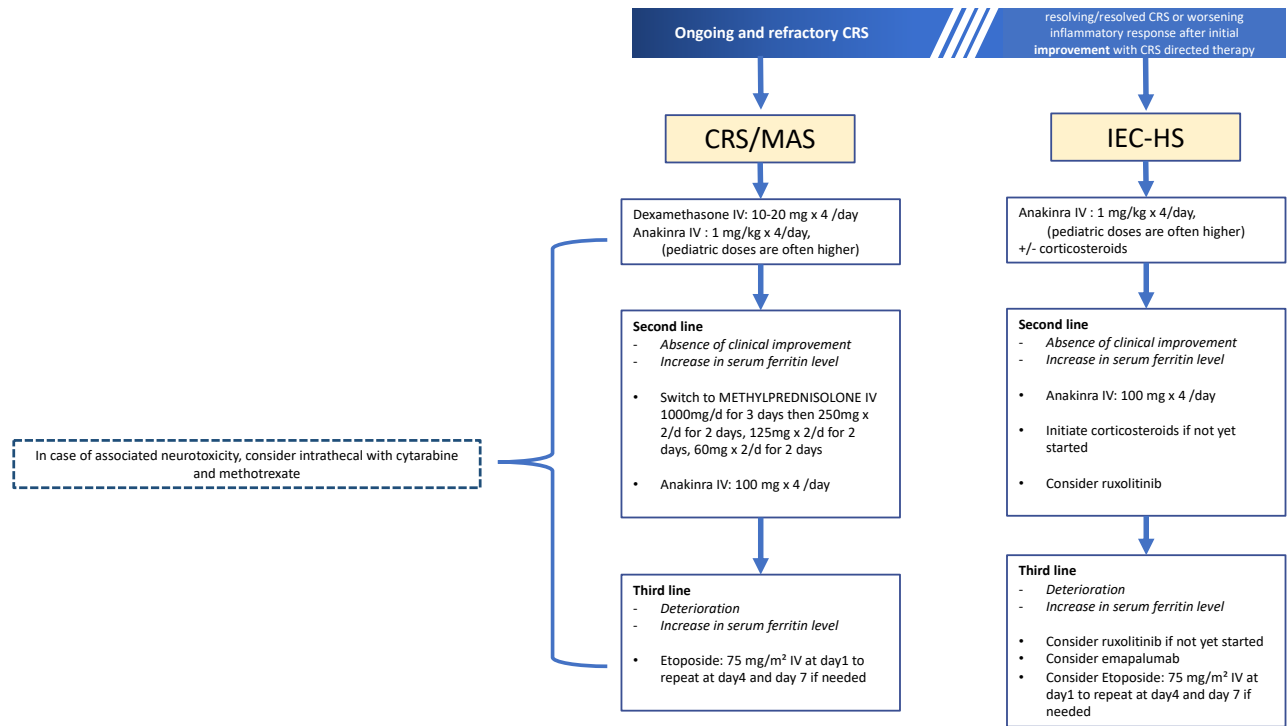 Ongoing and refractory CRS
resolving/resolved CRS or worsening
inflammatory response after initial
improvement with CRS directed therapy
CRS/MAS
IEC-HS
Dexamethasone IV: 10-20 mg x 4 /day
Anakinra IV : 1 mg/kg x 4/day,
(pediatric doses are often higher)
Anakinra IV : 1 mg/kg x 4/day,
(pediatric doses are often higher)
+/- corticosteroids
Second line
- Absence of clinical improvement
- Increase in serum ferritin level
• Switch to METHYLPREDNISOLONE IV
1000mg/d for 3 days then 250mg x
2/d for 2 days, 125mg x 2/d for 2
days, 60mg x 2/d for 2 days
• Anakinra IV: 100 mg x 4 /day
Second line
- Absence of clinical improvement
- Increase in serum ferritin level
• Anakinra IV: 100 mg x 4 /day
• Initiate corticosteroids if not yet
started
• Consider ruxolitinib
In case of associated neurotoxicity, consider intrathecal with cytarabine
and methotrexate
Third line
- Deterioration
- Increase in serum ferritin level
• Etoposide: 75 mg/m² IV at day1 to
repeat at day4 and day 7 if needed
Third line
- Deterioration
- Increase in serum ferritin level
• Consider ruxolitinib if not yet started
• Consider emapalumab
• Consider Etoposide: 75 mg/m² IV at
day1 to repeat at day4 and day 7 if
needed